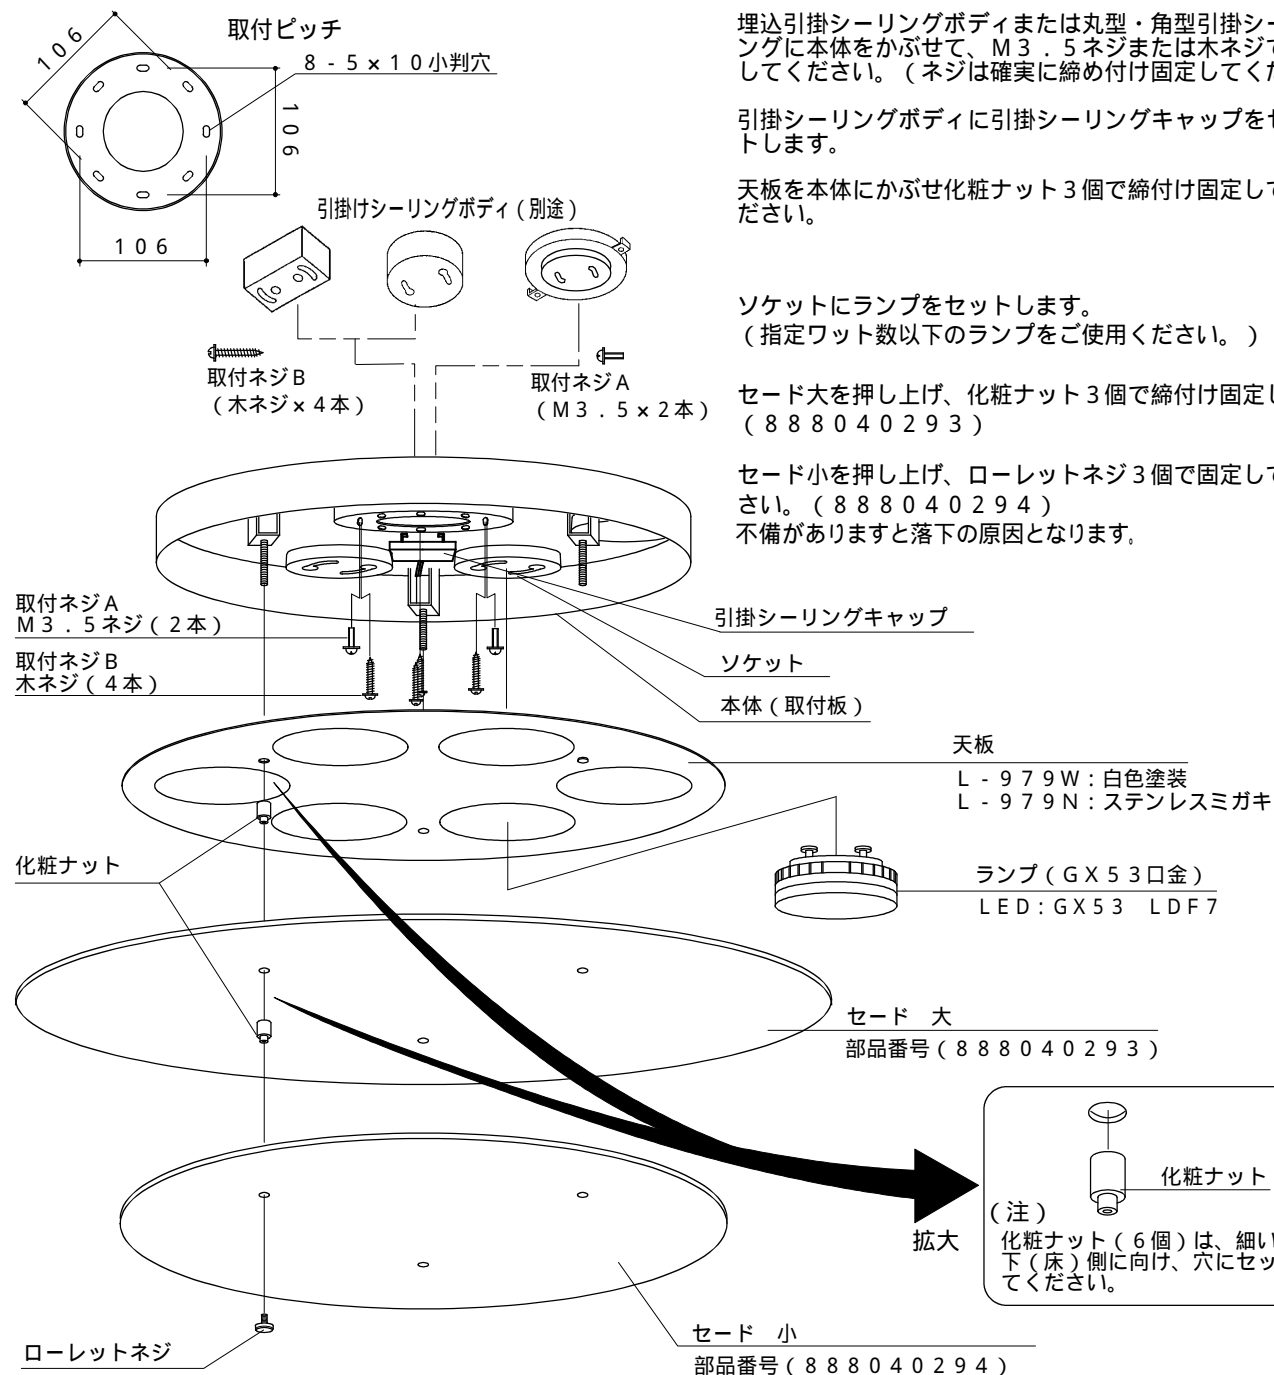 取付ピッチ
8-5×10小判穴
106
106
106
引掛けシーリングボディ(別途)
取付ネジB
(木ネジ×4本)
取付ネジA
(M3.5×2本)
埋込引掛シーリングボディまたは丸型・角型引掛シー
ングに本体をかぶせて、M3.5ネジまたは木ネジで
してください。(ネジは確実に締め付け固定してくだ
引掛シーリングボディに引掛シーリングキャップをセ
トします。
天板を本体にかぶせ化粧ナット3個で締付け固定して
ださい。
ソケットにランプをセットします。
(指定ワット数以下のランプをご使用ください。)
セード大を押し上げ、化粧ナット3個で締付け固定し
(888040293)
セード小を押し上げ、ローレットネジ3個で固定して
さい。(888040294)
不備がありますと落下の原因となります。
取付ネジA
M3.5ネジ(2本)
取付ネジB
木ネジ(4本)
引掛シーリングキャップ
ソケット
本体(取付板)
天板
L-979W:白色塗装
L-979N:ステンレスミガキ
化粧ナット
ランプ(GX53口金)
LED:GX53 LDF7
セード 大
部品番号(888040293)
化粧ナット
(注)
化粧ナット(6個)は、細い
下(床)側に向け、穴にセッ
てください。
拡大
ローレットネジ
セード 小
部品番号(888040294)